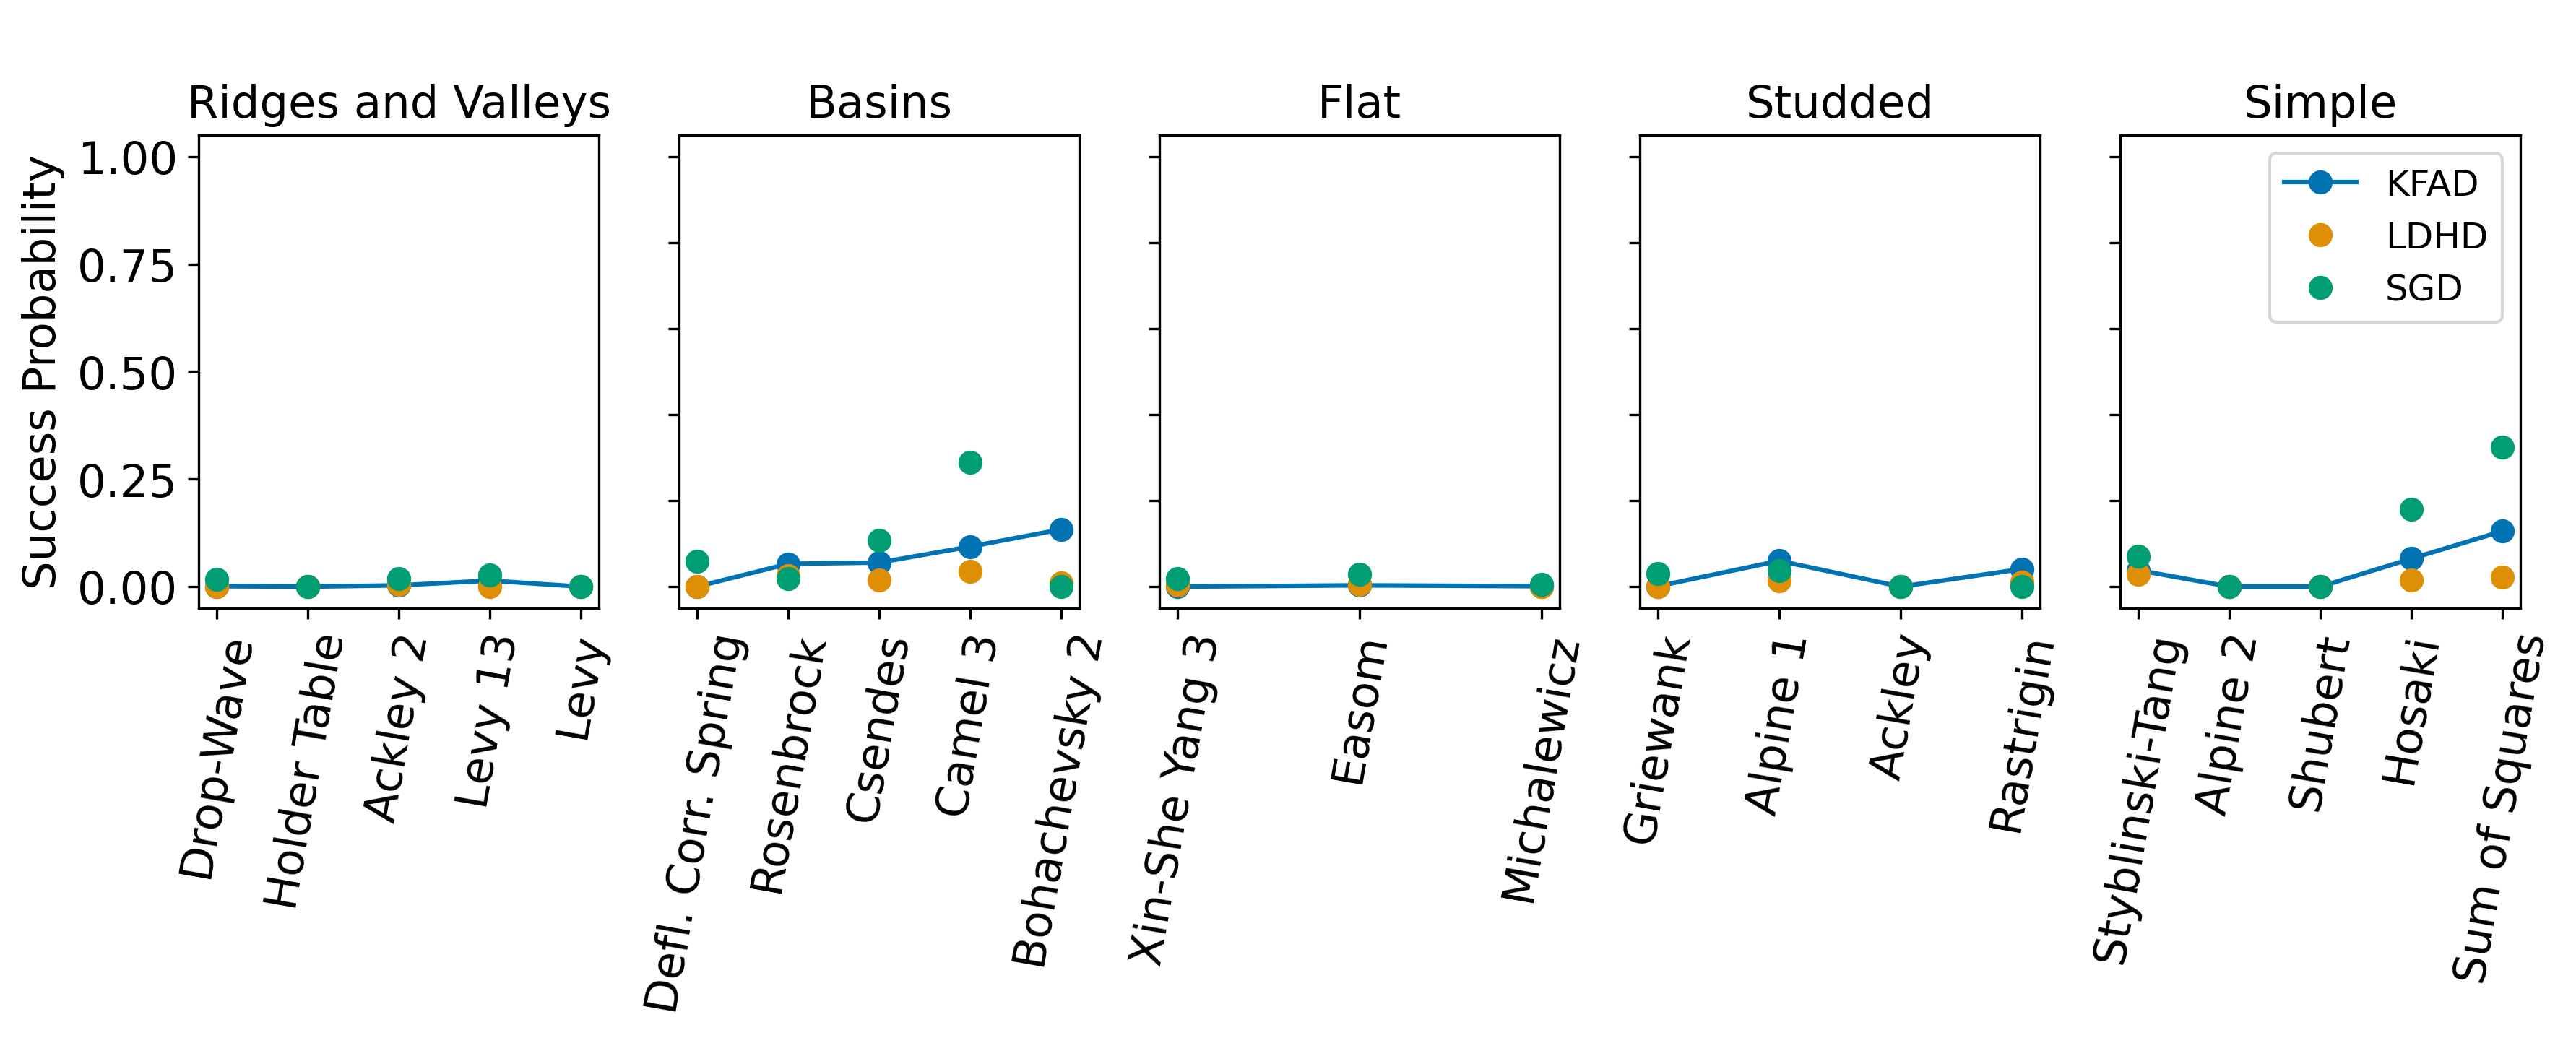 Ridges and Valleys
Basins
Flat
Studded
Simple
Success Probability
1.00
0.75
0.50
0.25
0.00
KFAD
LDHD
SGD
Drop-Wave
Holder Table
Ackley 2
Levy 13
Levy
Defl. Corr. Spring
Rosenbrock
Csendes
Camel 3
Bohachevsky 2
Xin-She Yang 3
Easom
Michalewicz
Griewank
Alpine 1
Ackley
Rastrigin
Styblinski-Tang
Alpine 2
Shubert
Hosaki
Sum of Squares